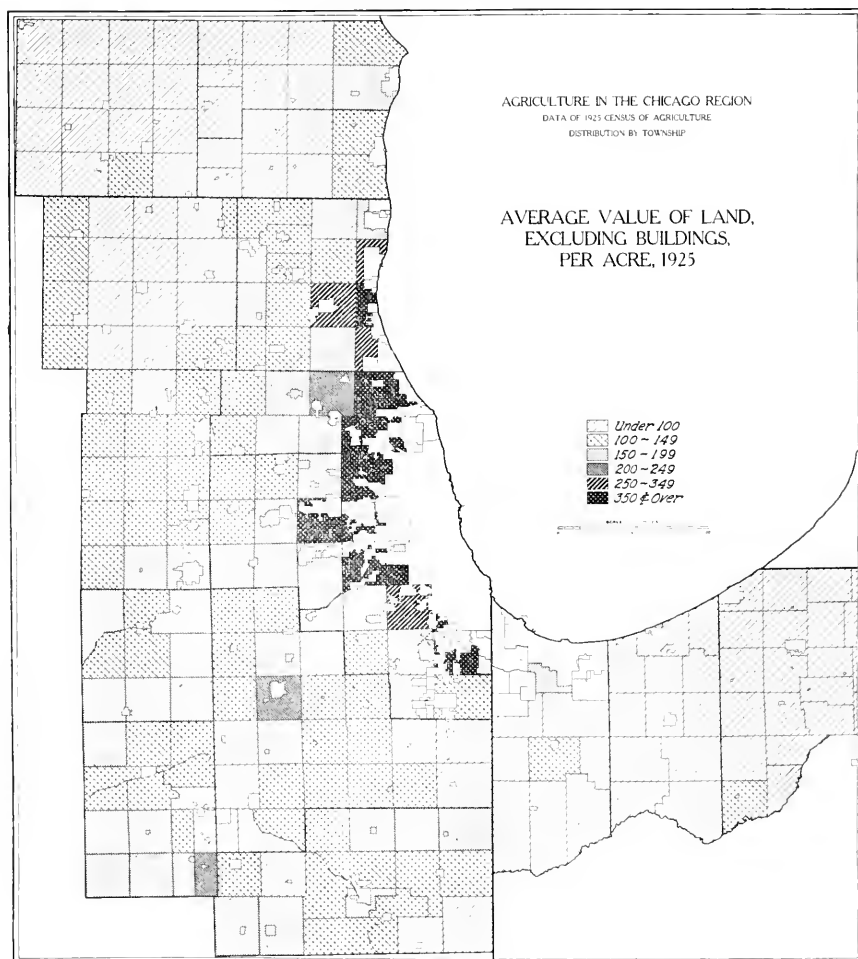 AGRICULTURE IN THE CHICAGO REGION
DATA OF 1925 CENSUS OF AGRICULTURE
DISTRIBUTION BY TOWNSHIP
AVERAGE VALUE OF LAND,
EXCLUDING BUILDINGS,
PER ACRE, 1925
Under 100
100-149
150-199
200-249
250-349
350 & Over
SCALE